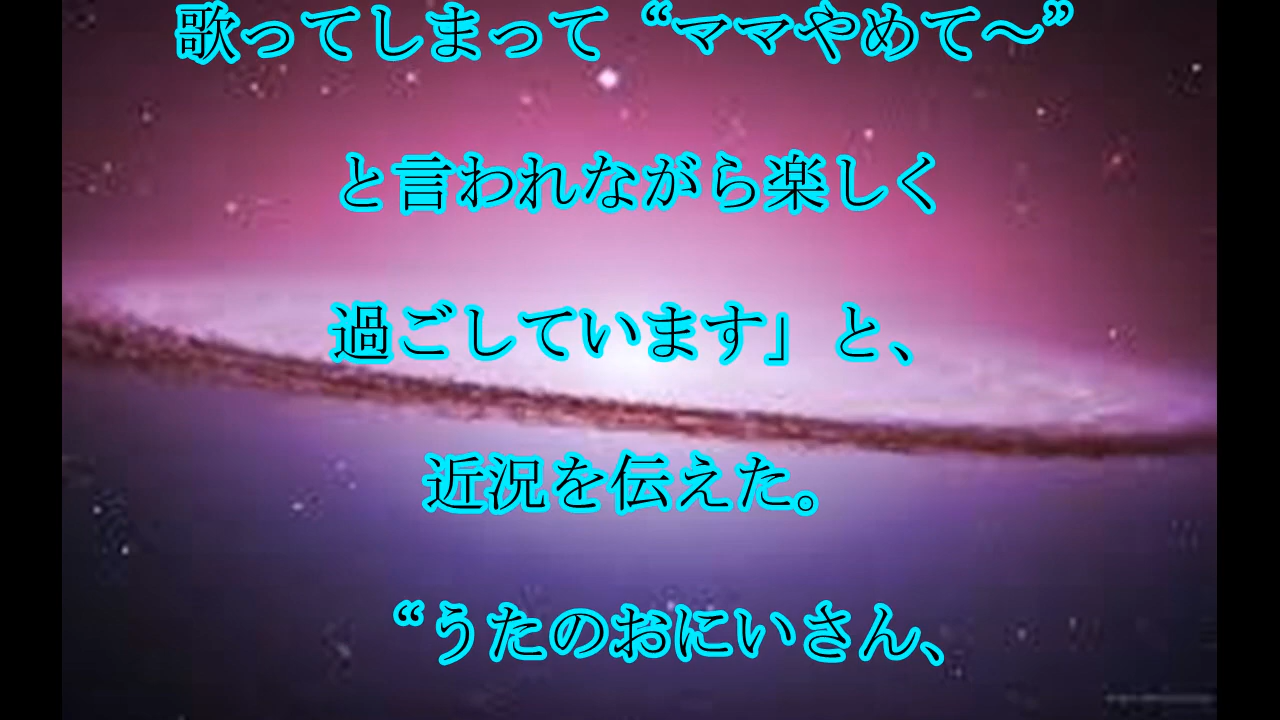 歌ってしまって“ママやめて～”
と言われながら楽しく
過ごしています」と、
近況を伝えた。
“うたのおにいさん、